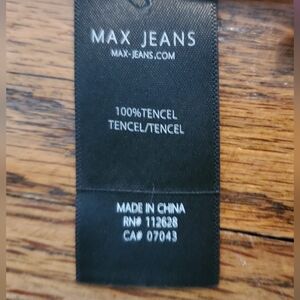 MAX JEANS
MAX-JEANS.COM
100%TENCEL
TENCEL/TENCEL
MADE IN CHINA
RN# 112628
CA# 07043